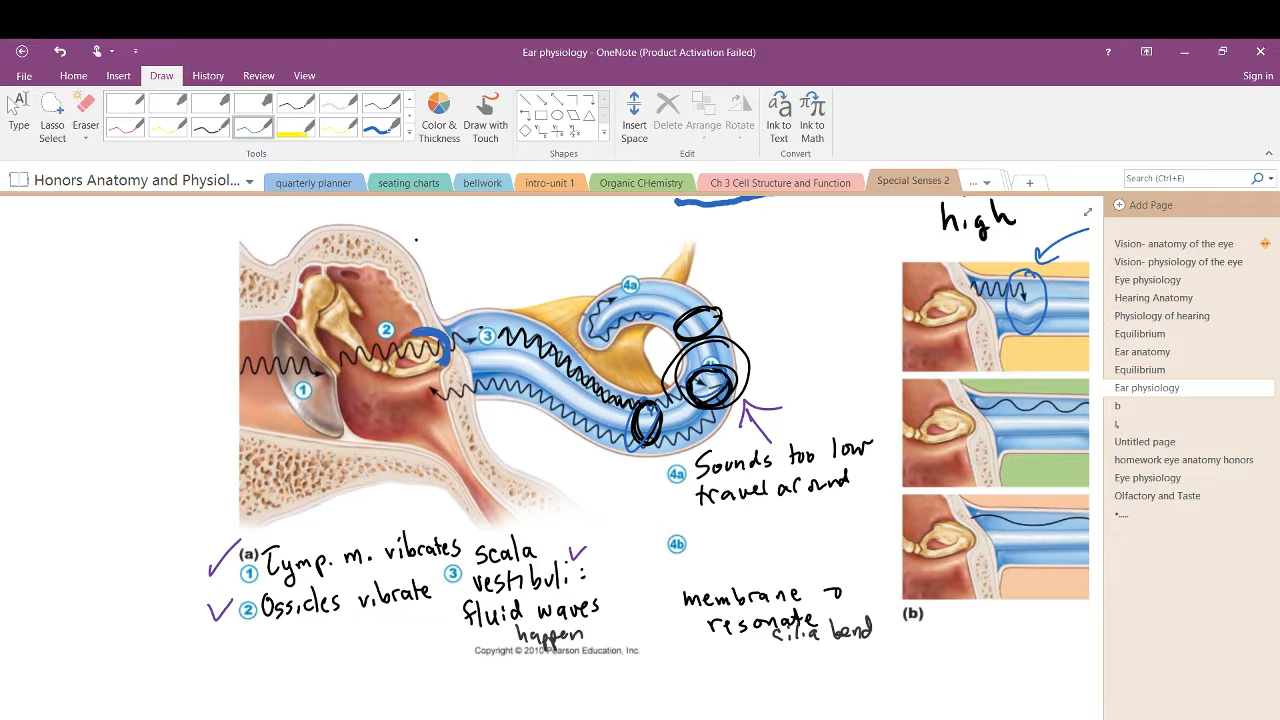 Ear physiology - OneNote (Product Activation Failed)
?
File Home Insert Draw History Review View
Sign in
Type
Lasso Select
Eraser
Color & Thickness
Draw with Touch
Insert Space
Delete
Arrange
Rotate
Ink to Text
Ink to Math
Tools
Shapes
Edit
Convert
Honors Anatomy and Physiol...
quarterly planner
seating charts
bellwork
intro-unit 1
Organic CHemistry
Ch 3 Cell Structure and Function
Special Senses 2
...
Search (Ctrl+E)
Add Page
Vision- anatomy of the eye
Vision- physiology of the eye
Eye physiology
Hearing Anatomy
Physiology of hearing
Equilibrium
Ear anatomy
Equilibrium
Ear physiology
b
l,
Untitled page
homework eye anatomy honors
Eye physiology
Olfactory and Taste
•.....
high
4a
2
3
1
4a Sounds too low
travel around
4b
membrane
resonate
cilia bend
(a)
1 Tymp. m. vibrates
2 Ossicles vibrate
3 scala
vestibuli:
fluid waves
happen
(b)
Copyright © 2010 Pearson Education, Inc.